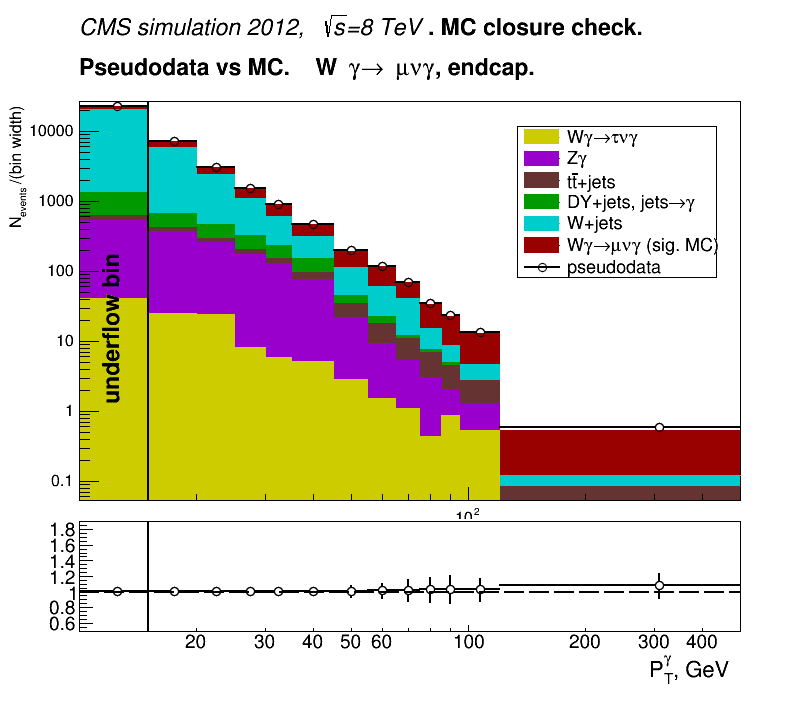 CMS simulation 2012, √s=8 TeV . MC closure check.
Pseudodata vs MC. W γ→ μνγ, endcap.
N_events /(bin width)
10000
1000
100
10
1
0.1
underflow bin
Wγ→τνγ
Zγ
tt̄+jets
DY+jets, jets→γ
W+jets
Wγ→μνγ (sig. MC)
pseudodata
10²
1.8
1.6
1.4
1.2
1
0.8
0.6
20 30 40 50 60 100 200 300 400
P_T^γ, GeV